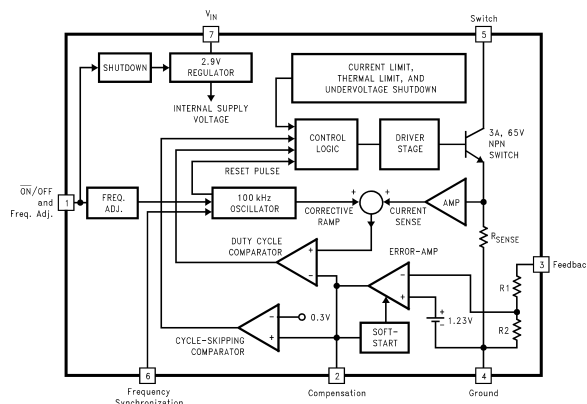 VIN
7
Switch
5
SHUTDOWN
2.9V
REGULATOR
CURRENT LIMIT,
THERMAL LIMIT, AND
UNDERVOLTAGE SHUTDOWN
INTERNAL SUPPLY
VOLTAGE
CONTROL
LOGIC
DRIVER
STAGE
3A, 65V
NPN
SWITCH
RESET PULSE
ON/OFF
and
Freq. Adj.
1
FREQ.
ADJ.
100 kHz
OSCILLATOR
+
+
CORRECTIVE
RAMP
CURRENT
SENSE
AMP
RSENSE
DUTY CYCLE
COMPARATOR
+
−
ERROR-AMP
−
+
3
Feedbac
R1
R2
+
−
1.23V
CYCLE-SKIPPING
COMPARATOR
−
+
0.3V
SOFT-
START
6
2
4
Frequency
Synchronization
Compensation
Ground